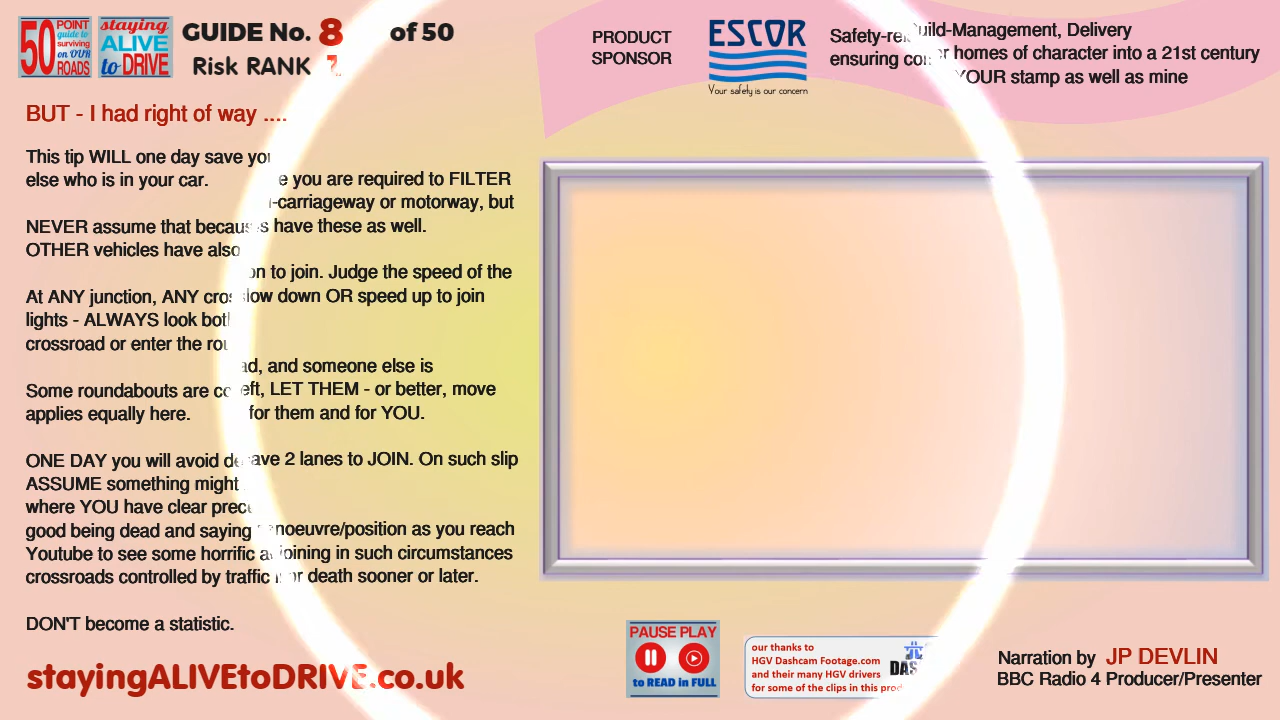 50 POINT guide to surviving on OUR ROADS
staying ALIVE to DRIVE
GUIDE No. 8 of 50
Risk RANK
PRODUCT SPONSOR
ESCOR
Your safety is our concern
Safety-re uild-Management, Delivery
ensuring con r homes of character into a 21st century
YOUR stamp as well as mine
BUT - I had right of way ....
This tip WILL one day save you
else who is in your car. e you are required to FILTER
l-carriageway or motorway, but
NEVER assume that becaus s have these as well.
OTHER vehicles have also
on to join. Judge the speed of the
At ANY junction, ANY cros slow down OR speed up to join
lights - ALWAYS look both
crossroad or enter the rou
ad, and someone else is
Some roundabouts are co eft, LET THEM - or better, move
applies equally here. for them and for YOU.
ONE DAY you will avoid de ave 2 lanes to JOIN. On such slip
ASSUME something might
where YOU have clear prece
good being dead and saying noeuvre/position as you reach
Youtube to see some horrific a joining in such circumstances
crossroads controlled by traffic or death sooner or later.
DON'T become a statistic.
stayingALIVEtoDRIVE.co.uk
PAUSE PLAY
to READ in FULL
our thanks to
HGV Dashcam Footage.com
and their many HGV drivers
for some of the clips in this prod
DAS
Narration by JP DEVLIN
BBC Radio 4 Producer/Presenter